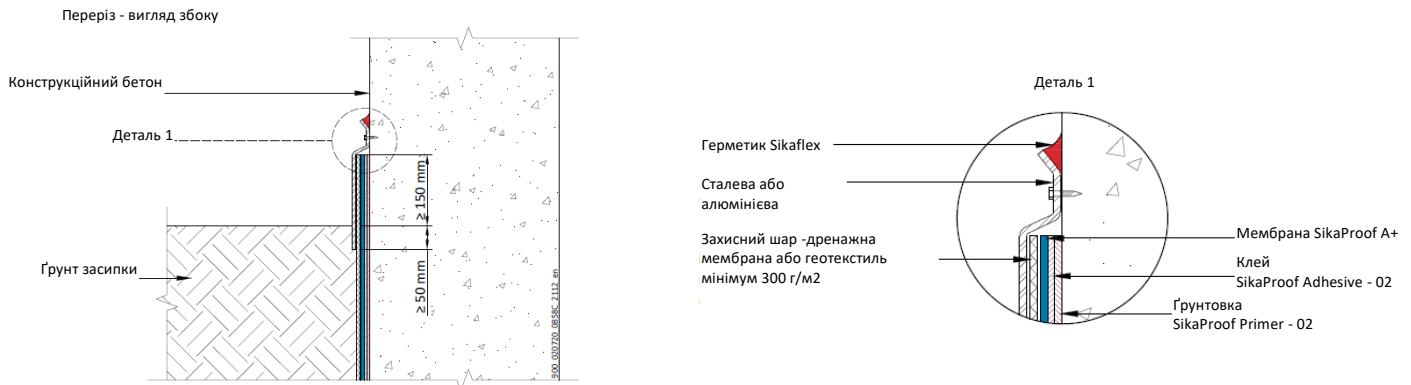 Переріз - вигляд збоку
Конструкційний бетон
Деталь 1
Ґрунт засипки
≥ 150 mm
≥ 50 mm
900_020720_0858C_2112_en
Деталь 1
Герметик Sikaflex
Сталева або
алюмінієва
Захисний шар -дренажна
мембрана або геотекстиль
мінімум 300 г/м2
Мембрана SikaProof A+
Клей
SikaProof Adhesive - 02
Ґрунтовка
SikaProof Primer - 02